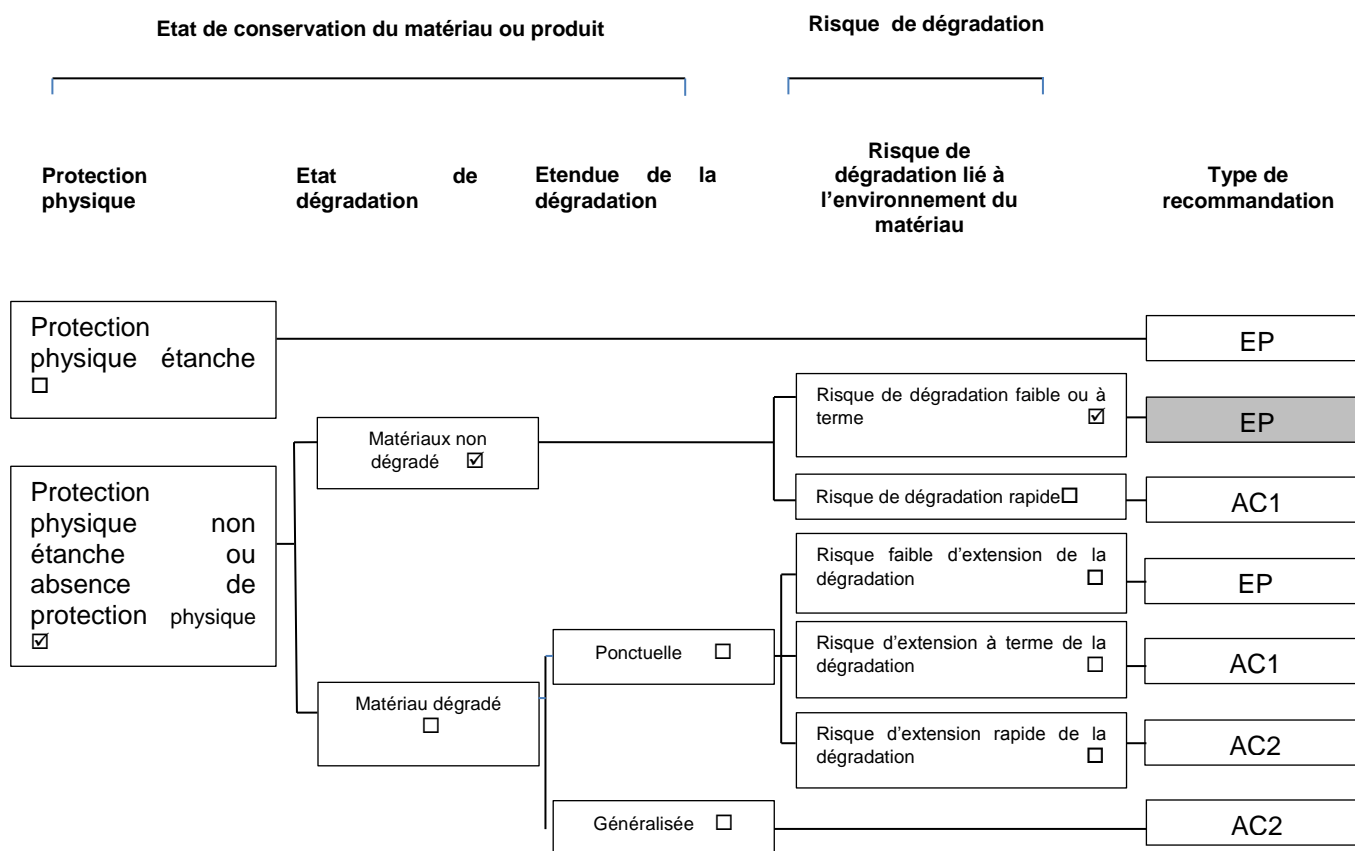 Etat de conservation du matériau ou produit
Risque de dégradation
Protection
physique
Etat de
dégradation
Etendue de la
dégradation
Risque de
dégradation lié à
l'environnement du
matériau
Type de
recommandation
Protection
physique étanche
☐
EP
Risque de dégradation faible ou à
terme ☑
EP
Matériaux non
dégradé ☑
Protection
physique non
étanche ou
absence de
protection physique
☑
Risque de dégradation rapide☐
AC1
Risque faible d'extension de la
dégradation ☐
EP
Ponctuelle ☐
Risque d'extension à terme de la
dégradation ☐
AC1
Matériau dégradé
☐
Risque d'extension rapide de la
dégradation ☐
AC2
Généralisée ☐
AC2